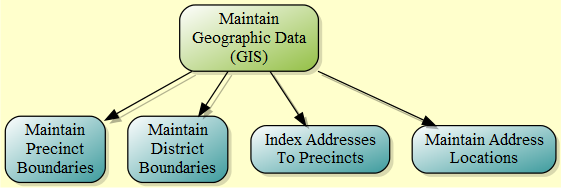 Maintain
Geographic Data
(GIS)
Maintain
Precinct
Boundaries
Maintain
District
Boundaries
Index Addresses
To Precincts
Maintain Address
Locations